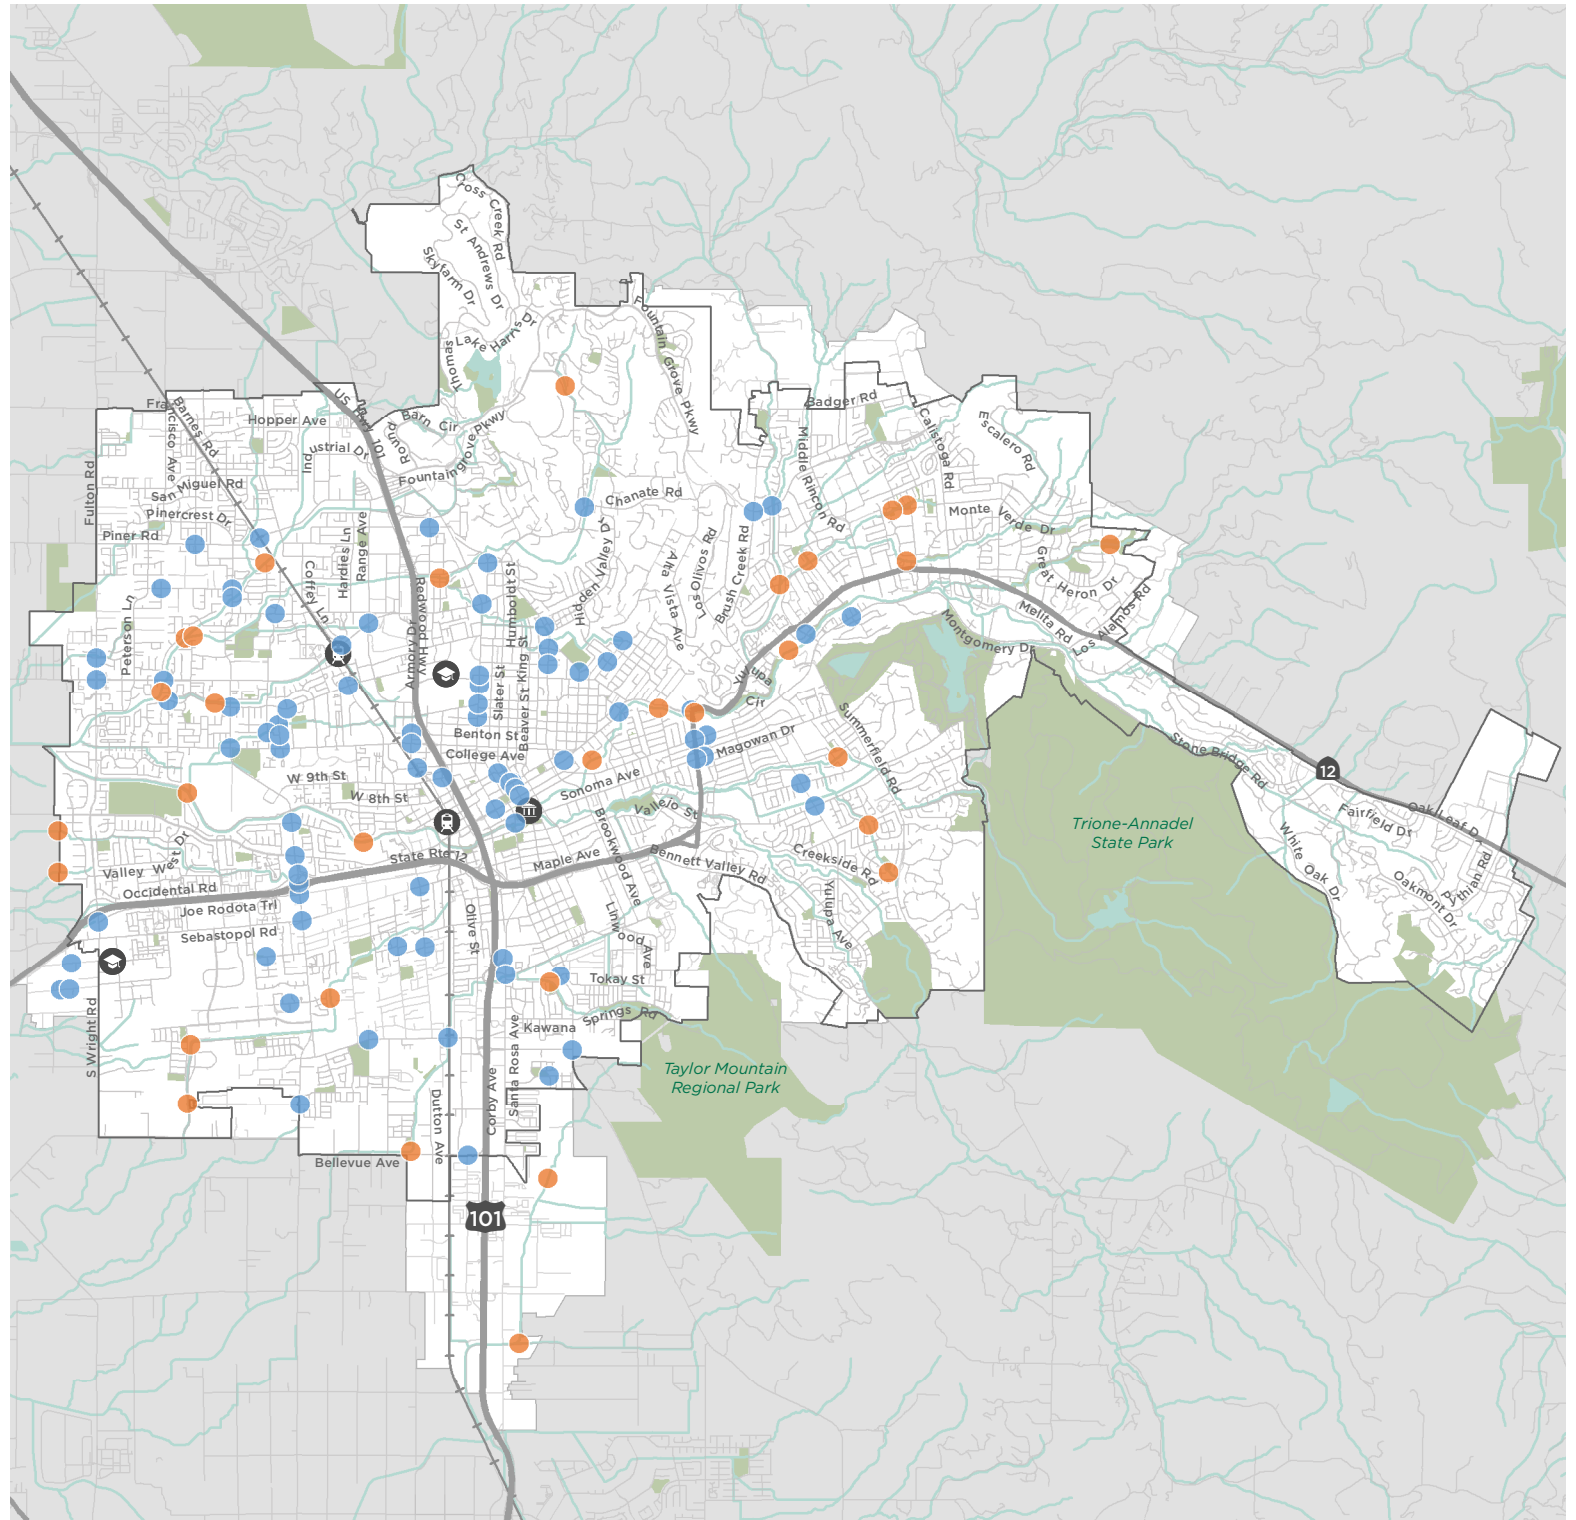 Cross Creek Rd
St Andrews Dr
Skyfarm Dr
Lake Harris Dr
Thomas
Fountain Grove Pkwy
US Hwy 101
Round Barn Cir
Fountaingrove Pkwy
Badger Rd
Calistoga Rd
Escalero Rd
Middle Rincon Rd
Francisco Ave
Barnes Rd
Hopper Ave
Industrial Dr
Fulton Rd
San Miguel Rd
Pinercrest Dr
Piner Rd
Hardies Ln
Range Ave
Coffey Ln
Chanate Rd
Hidden Valley Dr
Alta Vista Ave
Los Olivos Rd
Brush Creek Rd
Monte Verde Dr
Great Heron Dr
Melita Rd
Los Alamos Rd
Montgomery Dr
Peterson Ln
Armory Dr
Redwood Hwy
Humboldt St
Slater St
Beaver St
King St
Benton St
College Ave
Yulupa Cir
Magowan Dr
Summerfield Rd
Stone Bridge Rd
12
Fairfield Dr
Oak Leaf Dr
White Oak Dr
Oakmont Dr
Pythian Rd
W 9th St
W 8th St
Sonoma Ave
Vallejo St
Brookwood Ave
Trione-Annadel
State Park
Valley West Dr
State Rte 12
Maple Ave
Bennett Valley Rd
Creekside Rd
Yulupa Ave
Occidental Rd
Joe Rodota Trl
Sebastopol Rd
Olive St
Linwood Ave
Tokay St
Kawana Springs Rd
S Wright Rd
Santa Rosa Ave
Corby Ave
Dutton Ave
Taylor Mountain
Regional Park
Bellevue Ave
101